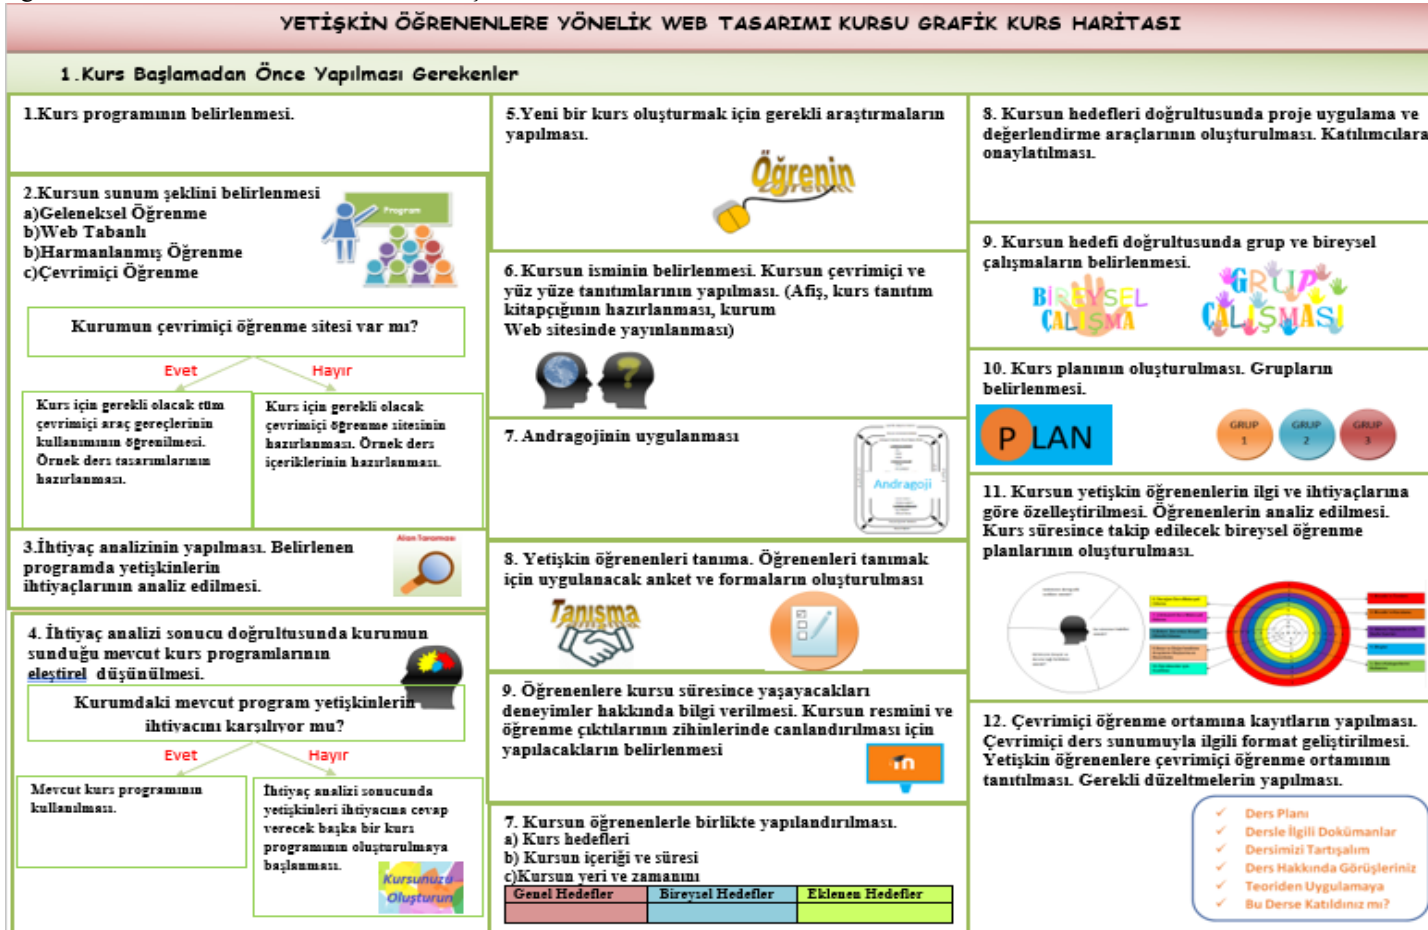 YETİŞKİN ÖĞRENENLERE YÖNELİK WEB TASARIMI KURSU GRAFİK KURS HARİTASI
1.Kurs Başlamadan Önce Yapılması Gerekenler
1.Kurs programının belirlenmesi.
2.Kursun sunum şeklini belirlenmesi
a)Geleneksel Öğrenme
b)Web Tabanlı
b)Harmanlanmış Öğrenme
c)Çevrimiçi Öğrenme
Program
Kurumun çevrimiçi öğrenme sitesi var mı?
Evet
Hayır
Kurs için gerekli olacak tüm
çevrimiçi araç gereçlerinin
kullanımının öğrenilmesi.
Örnek ders tasarımlarının
hazırlanması.
Kurs için gerekli olacak
çevrimiçi öğrenme sitesinin
hazırlanması. Örnek ders
içeriklerinin hazırlanması.
3.İhtiyaç analizinin yapılması. Belirlenen
programda yetişkinlerin
ihtiyaçlarının analiz edilmesi.
Alan Taraması
4. İhtiyaç analizi sonucu doğrultusunda kurumun
sunduğu mevcut kurs programlarının
eleştirel düşünülmesi.
Kurumdaki mevcut program yetişkinlerin
ihtiyacını karşılıyor mu?
Evet
Hayır
Mevcut kurs programının
kullanılması.
İhtiyaç analizi sonucunda
yetişkinleri ihtiyacına cevap
verecek başka bir kurs
programının oluşturulmaya
başlanması.
Kursunuzu
Oluşturun
5.Yeni bir kurs oluşturmak için gerekli araştırmaların
yapılması.
Öğrenin
6. Kursun isminin belirlenmesi. Kursun çevrimiçi ve
yüz yüze tanıtımlarının yapılması. (Afiş, kurs tanıtım
kitapçığının hazırlanması, kurum
Web sitesinde yayınlanması)
7. Andragojinin uygulanması
Andragoji
8. Yetişkin öğrenenleri tanıma. Öğrenenleri tanımak
için uygulanacak anket ve formaların oluşturulması
Tanışma
9. Öğrenenlere kursu süresince yaşayacakları
deneyimler hakkında bilgi verilmesi. Kursun resmini ve
öğrenme çıktılarının zihinlerinde canlandırılması için
yapılacakların belirlenmesi
m
7. Kursun öğrenenlerle birlikte yapılandırılması.
a) Kurs hedefleri
b) Kursun içeriği ve süresi
c)Kursun yeri ve zamanını
Genel Hedefler Bireysel Hedefler Eklenen Hedefler
8. Kursun hedefleri doğrultusunda proje uygulama ve
değerlendirme araçlarının oluşturulması. Katılımcılara
onaylatılması.
9. Kursun hedefi doğrultusunda grup ve bireysel
çalışmaların belirlenmesi.
BİREYSEL
ÇALIŞMA
GRUP
ÇALIŞMASI
10. Kurs planının oluşturulması. Grupların
belirlenmesi.
PLAN
GRUP
1
GRUP
2
GRUP
3
11. Kursun yetişkin öğrenenlerin ilgi ve ihtiyaçlarına
göre özelleştirilmesi. Öğrenenlerin analiz edilmesi.
Kurs süresince takip edilecek bireysel öğrenme
planlarının oluşturulması.
12. Çevrimiçi öğrenme ortamına kayıtların yapılması.
Çevrimiçi ders sunumuyla ilgili format geliştirilmesi.
Yetişkin öğrenenlere çevrimiçi öğrenme ortamının
tanıtılması. Gerekli düzeltmelerin yapılması.
✓ Ders Planı
✓ Dersle İlgili Dokümanlar
✓ Dersimizi Tartışalım
✓ Ders Hakkında Görüşleriniz
✓ Teoriden Uygulamaya
✓ Bu Derse Katıldınız mı?